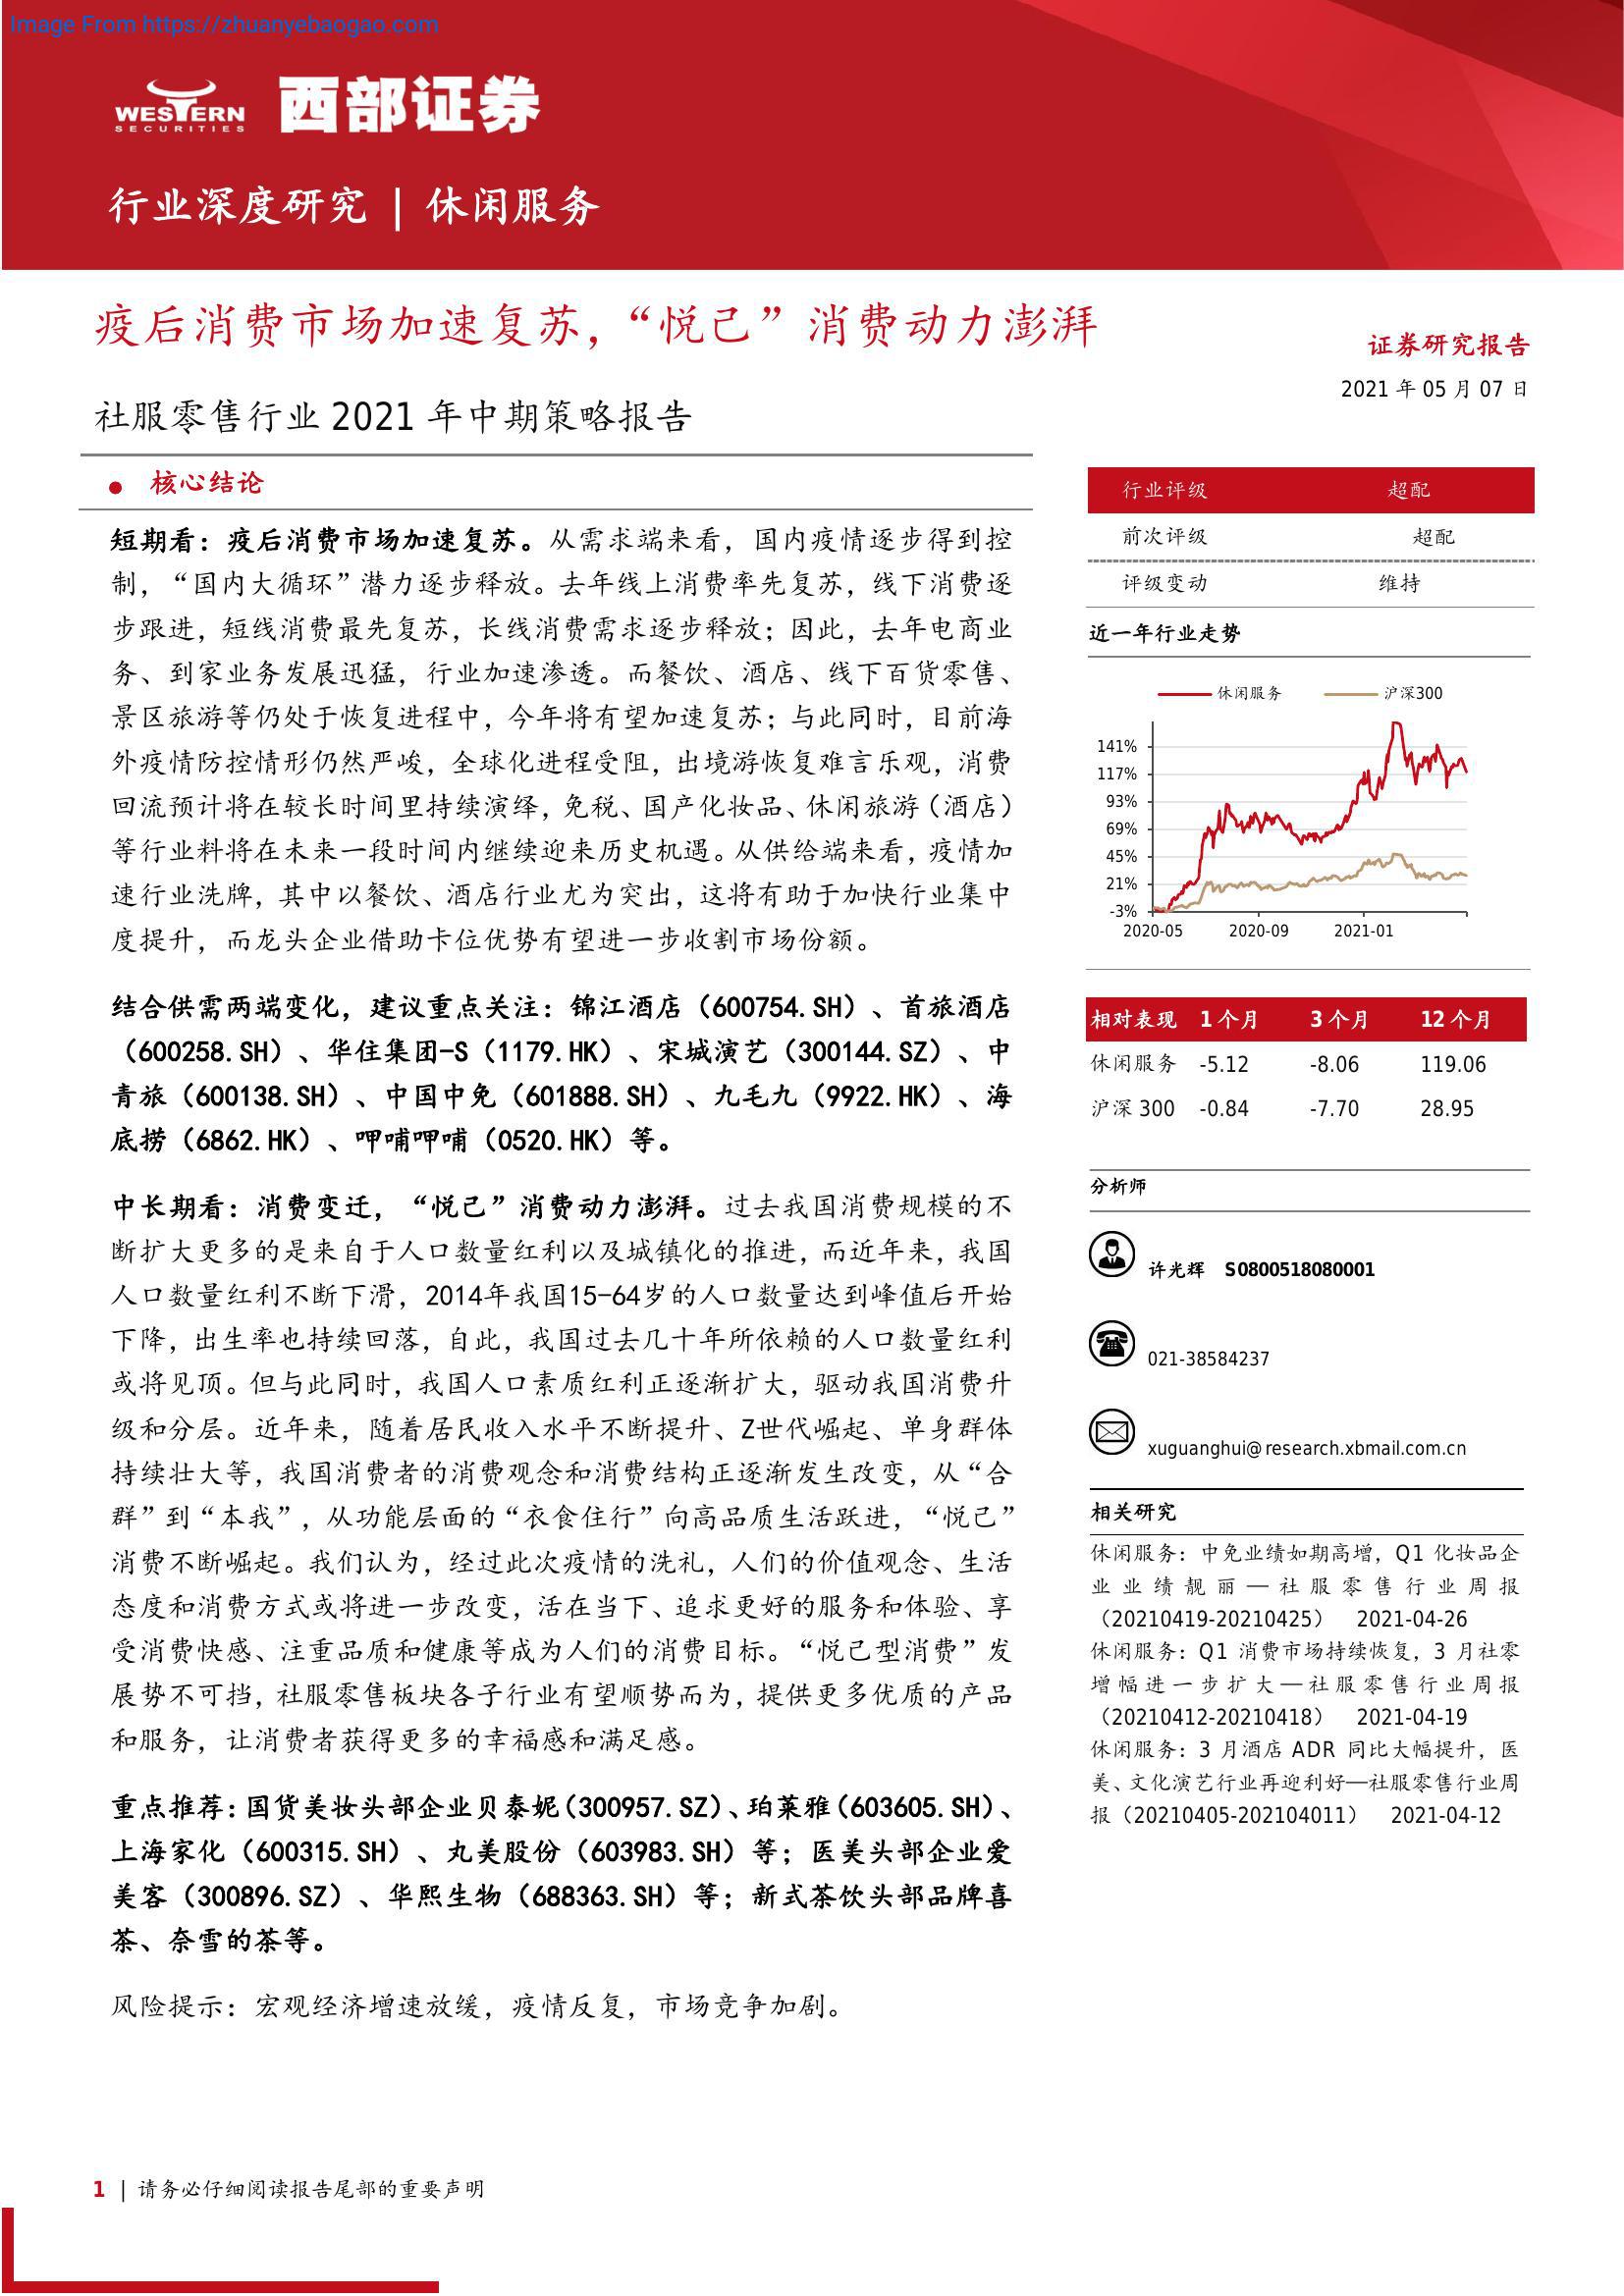 Image From https://zhuanyebaogao.com
WESTERN
SECURITIES
西部证券
行业深度研究 | 休闲服务
疫后消费市场加速复苏，“悦己”消费动力澎湃
社服零售行业 2021 年中期策略报告
证券研究报告
2021 年 05 月 07 日
● 核心结论
短期看：疫后消费市场加速复苏。从需求端来看，国内疫情逐步得到控
制，“国内大循环”潜力逐步释放。去年线上消费率先复苏，线下消费逐
步跟进，短线消费最先复苏，长线消费需求逐步释放；因此，去年电商业
务、到家业务发展迅猛，行业加速渗透。而餐饮、酒店、线下百货零售、
景区旅游等仍处于恢复进程中，今年将有望加速复苏；与此同时，目前海
外疫情防控情形仍然严峻，全球化进程受阻，出境游恢复难言乐观，消费
回流预计将在较长时间里持续演绎，免税、国产化妆品、休闲旅游（酒店）
等行业料将在未来一段时间内继续迎来历史机遇。从供给端来看，疫情加
速行业洗牌，其中以餐饮、酒店行业尤为突出，这将有助于加快行业集中
度提升，而龙头企业借助卡位优势有望进一步收割市场份额。
结合供需两端变化，建议重点关注：锦江酒店（600754.SH）、首旅酒店
（600258.SH）、华住集团-S（1179.HK）、宋城演艺（300144.SZ）、中
青旅（600138.SH）、中国中免（601888.SH）、九毛九（9922.HK）、海
底捞（6862.HK）、呷哺呷哺（0520.HK）等。
中长期看：消费变迁，“悦己”消费动力澎湃。过去我国消费规模的不
断扩大更多的是来自于人口数量红利以及城镇化的推进，而近年来，我国
人口数量红利不断下滑，2014年我国15-64岁的人口数量达到峰值后开始
下降，出生率也持续回落，自此，我国过去几十年所依赖的人口数量红利
或将见顶。但与此同时，我国人口素质红利正逐渐扩大，驱动我国消费升
级和分层。近年来，随着居民收入水平不断提升、Z世代崛起、单身群体
持续壮大等，我国消费者的消费观念和消费结构正逐渐发生改变，从“合
群”到“本我”，从功能层面的“衣食住行”向高品质生活跃进，“悦己”
消费不断崛起。我们认为，经过此次疫情的洗礼，人们的价值观念、生活
态度和消费方式或将进一步改变，活在当下、追求更好的服务和体验、享
受消费快感、注重品质和健康等成为人们的消费目标。“悦己型消费”发
展势不可挡，社服零售板块各子行业有望顺势而为，提供更多优质的产品
和服务，让消费者获得更多的幸福感和满足感。
重点推荐：国货美妆头部企业贝泰妮（300957.SZ）、珀莱雅（603605.SH）、
上海家化（600315.SH）、丸美股份（603983.SH）等；医美头部企业爱
美客（300896.SZ）、华熙生物（688363.SH）等；新式茶饮头部品牌喜
茶、奈雪的茶等。
风险提示：宏观经济增速放缓，疫情反复，市场竞争加剧。
行业评级 超配
前次评级 超配
评级变动 维持
近一年行业走势
休闲服务 沪深300
141%
117%
93%
69%
45%
21%
-3%
2020-05 2020-09 2021-01
相对表现 1 个月 3 个月 12 个月
休闲服务 -5.12 -8.06 119.06
沪深 300 -0.84 -7.70 28.95
分析师
许光辉 S0800518080001
021-38584237
xuguanghui@research.xbmail.com.cn
相关研究
休闲服务：中免业绩如期高增，Q1 化妆品企
业业绩靓丽—社服零售行业周报
（20210419-20210425） 2021-04-26
休闲服务：Q1 消费市场持续恢复，3 月社零
增幅进一步扩大—社服零售行业周报
（20210412-20210418） 2021-04-19
休闲服务：3 月酒店 ADR 同比大幅提升，医
美、文化演艺行业再迎利好—社服零售行业周
报（20210405-202104011） 2021-04-12
1 | 请务必仔细阅读报告尾部的重要声明